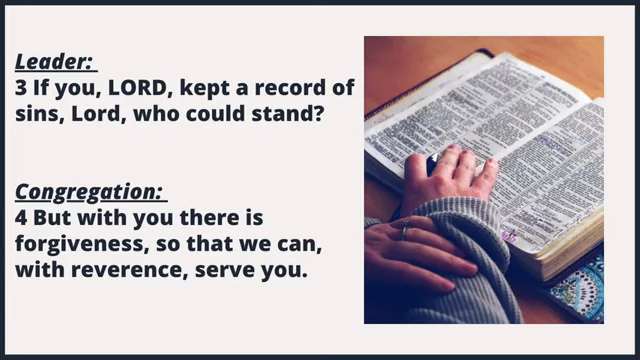 Leader:
3 If you, LORD, kept a record of
sins, Lord, who could stand?
Congregation:
4 But with you there is
forgiveness, so that we can,
with reverence, serve you.